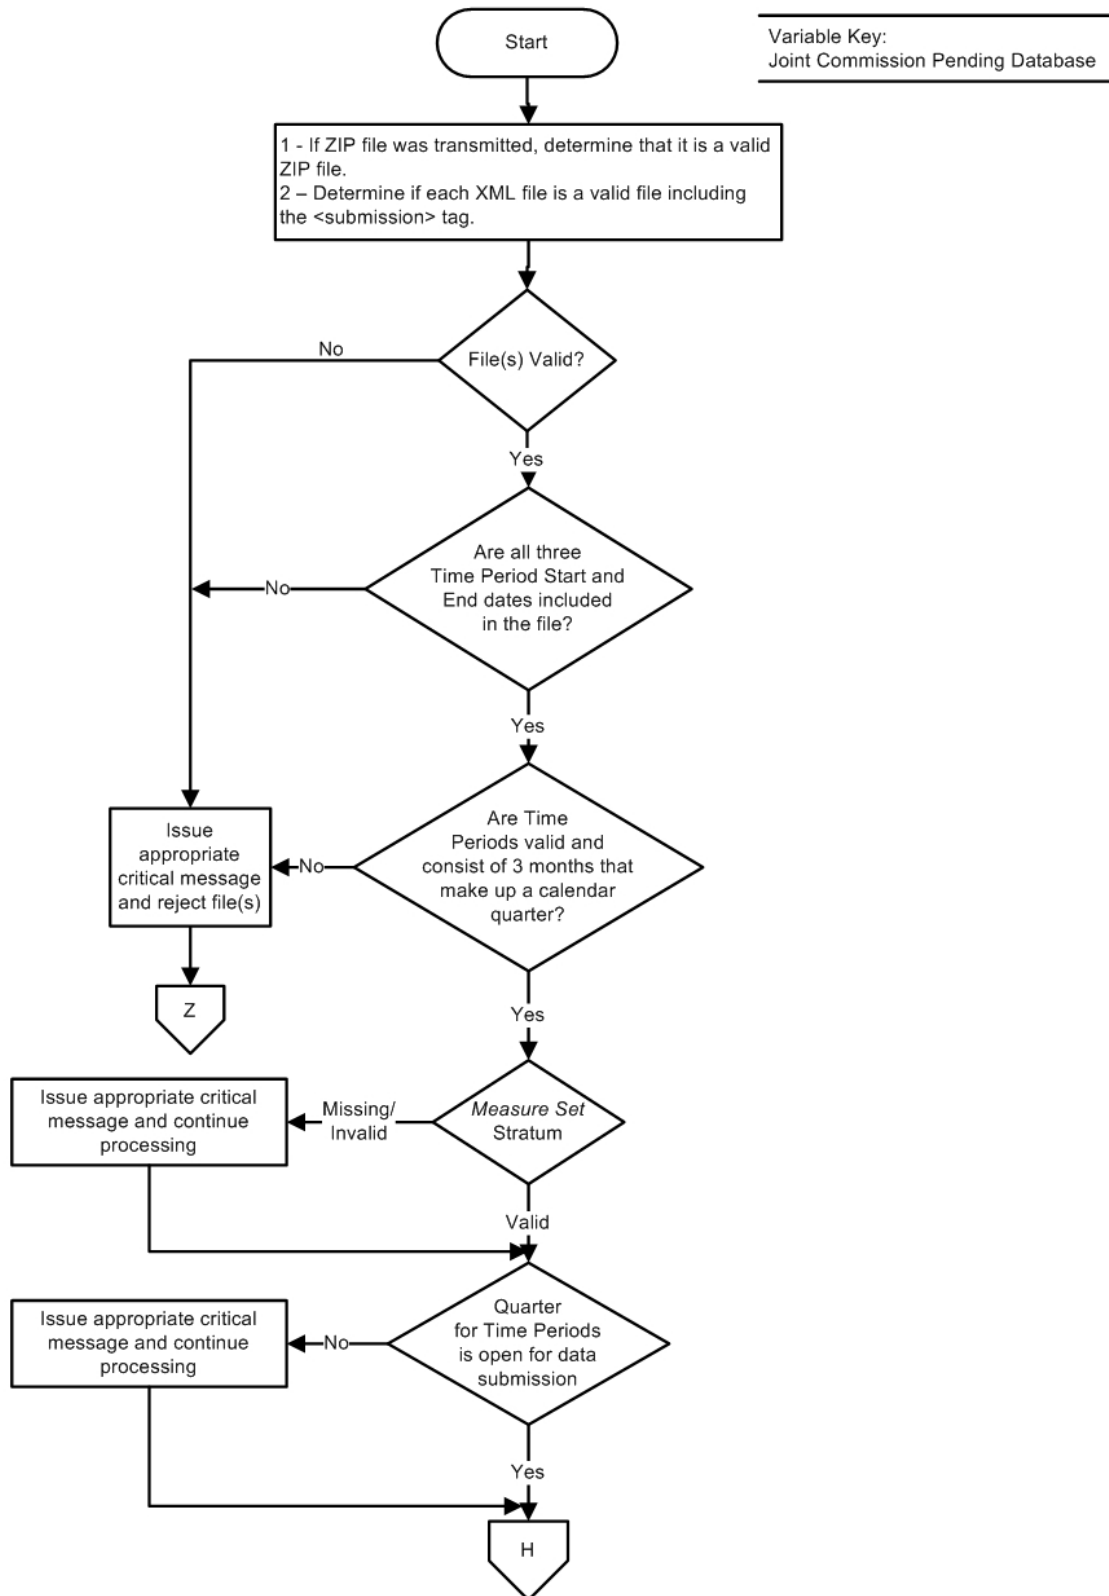 Start
Variable Key:
Joint Commission Pending Database
1 - If ZIP file was transmitted, determine that it is a valid
ZIP file.
2 – Determine if each XML file is a valid file including
the <submission> tag.
No
File(s) Valid?
Yes
Are all three
Time Period Start and
End dates included
in the file?
No
Yes
Are Time
Periods valid and
consist of 3 months that
make up a calendar
quarter?
No
Issue
appropriate
critical message
and reject file(s)
Z
Yes
Measure Set
Stratum
Missing/
Invalid
Issue appropriate critical
message and continue
processing
Valid
Quarter
for Time Periods
is open for data
submission
No
Issue appropriate critical
message and continue
processing
Yes
H